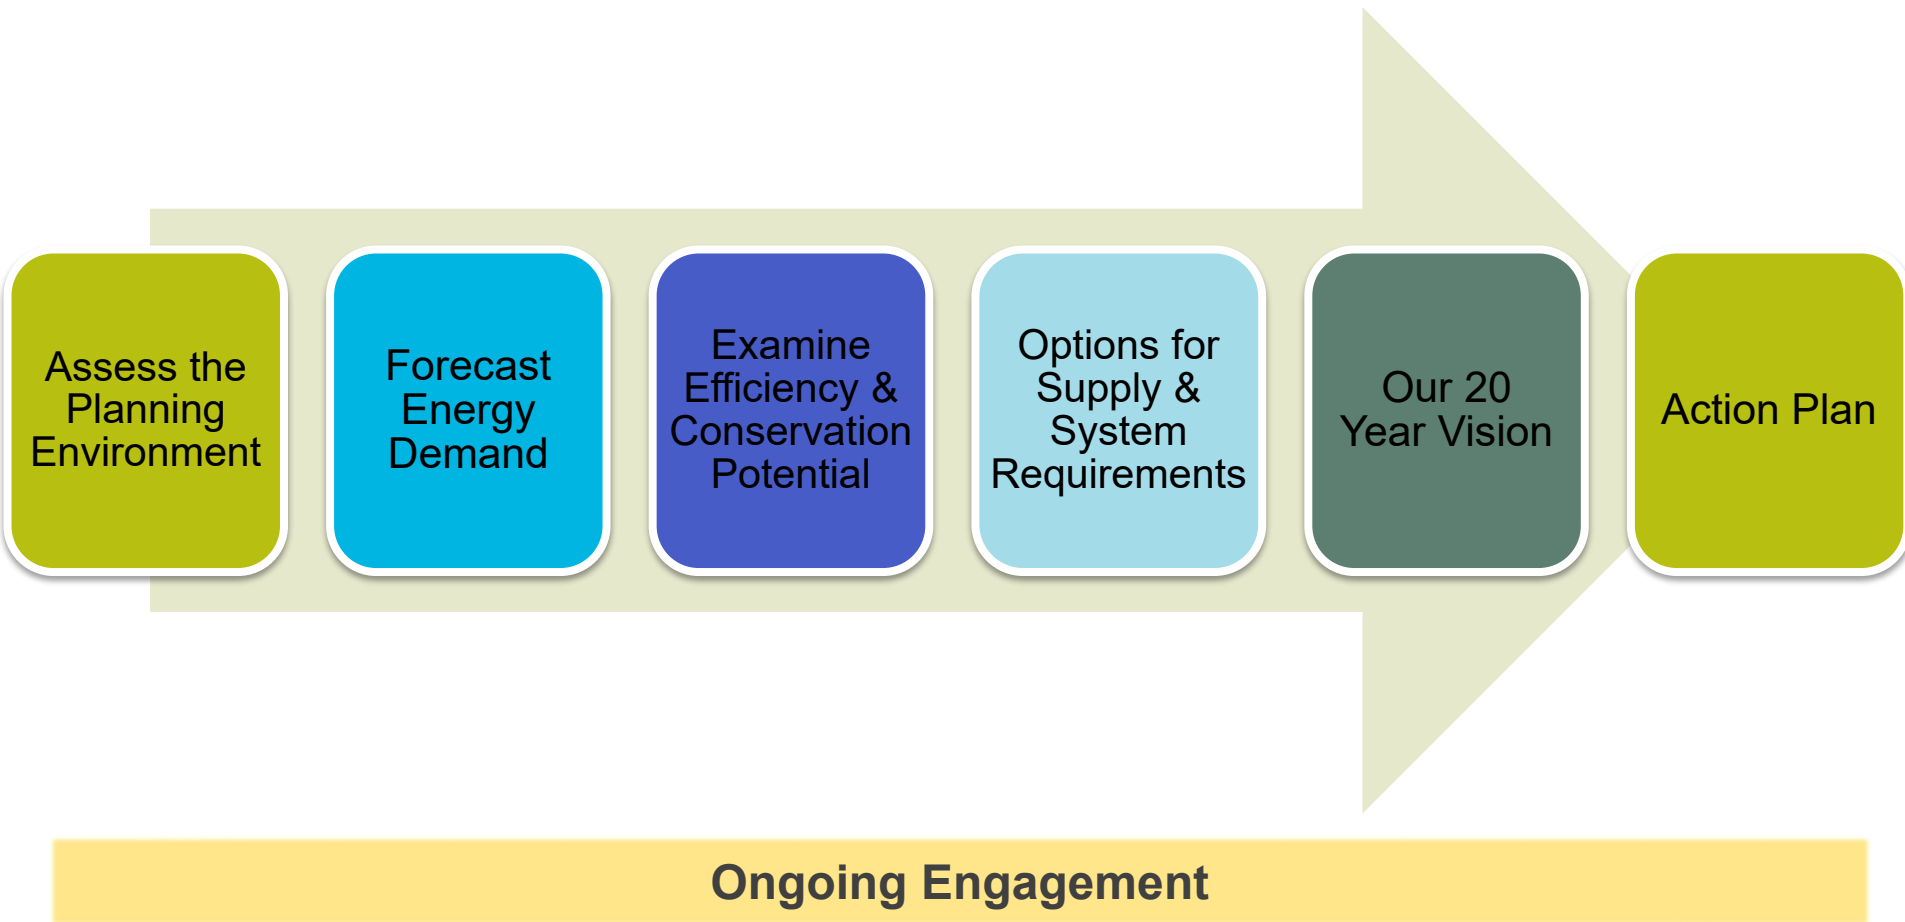 Assess the
Planning
Environment
Forecast
Energy
Demand
Examine
Efficiency &
Conservation
Potential
Options for
Supply &
System
Requirements
Our 20
Year Vision
Action Plan
Ongoing Engagement